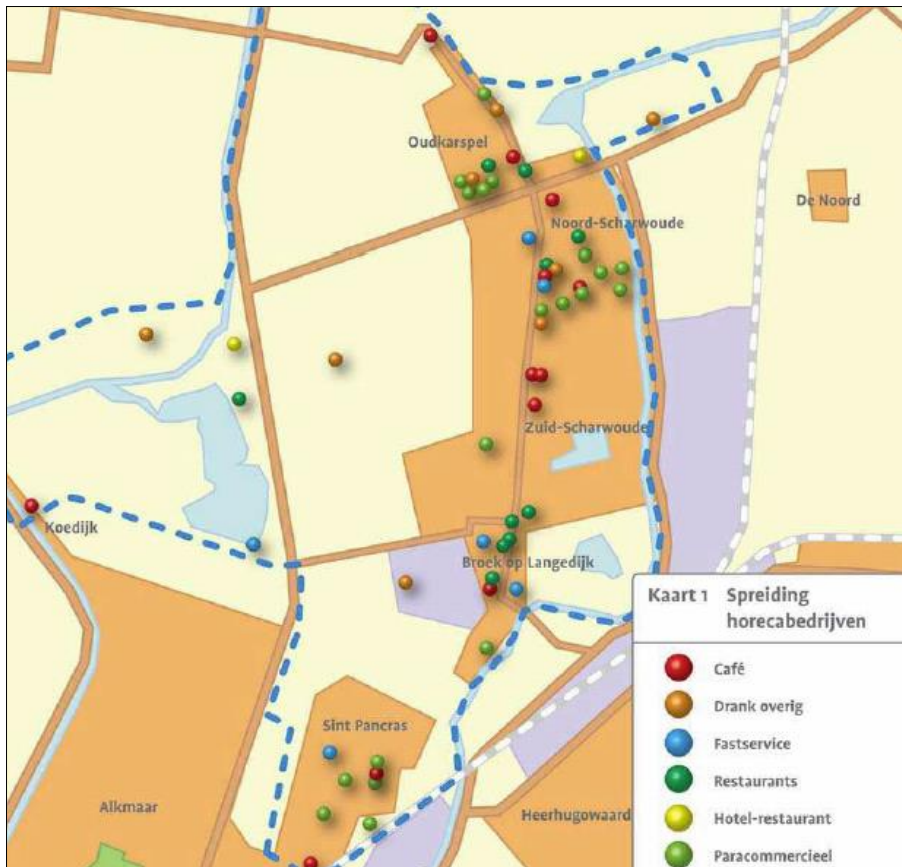 Oudkarspel
De Noord
Noord-Scharwoude
Zuid-Scharwoude
Koedijk
Broek op Langedijk
Sint Pancras
Alkmaar
Heerhugowaard
Kaart 1 Spreiding
horecabedrijven
Café
Drank overig
Fastservice
Restaurants
Hotel-restaurant
Paracommercieel